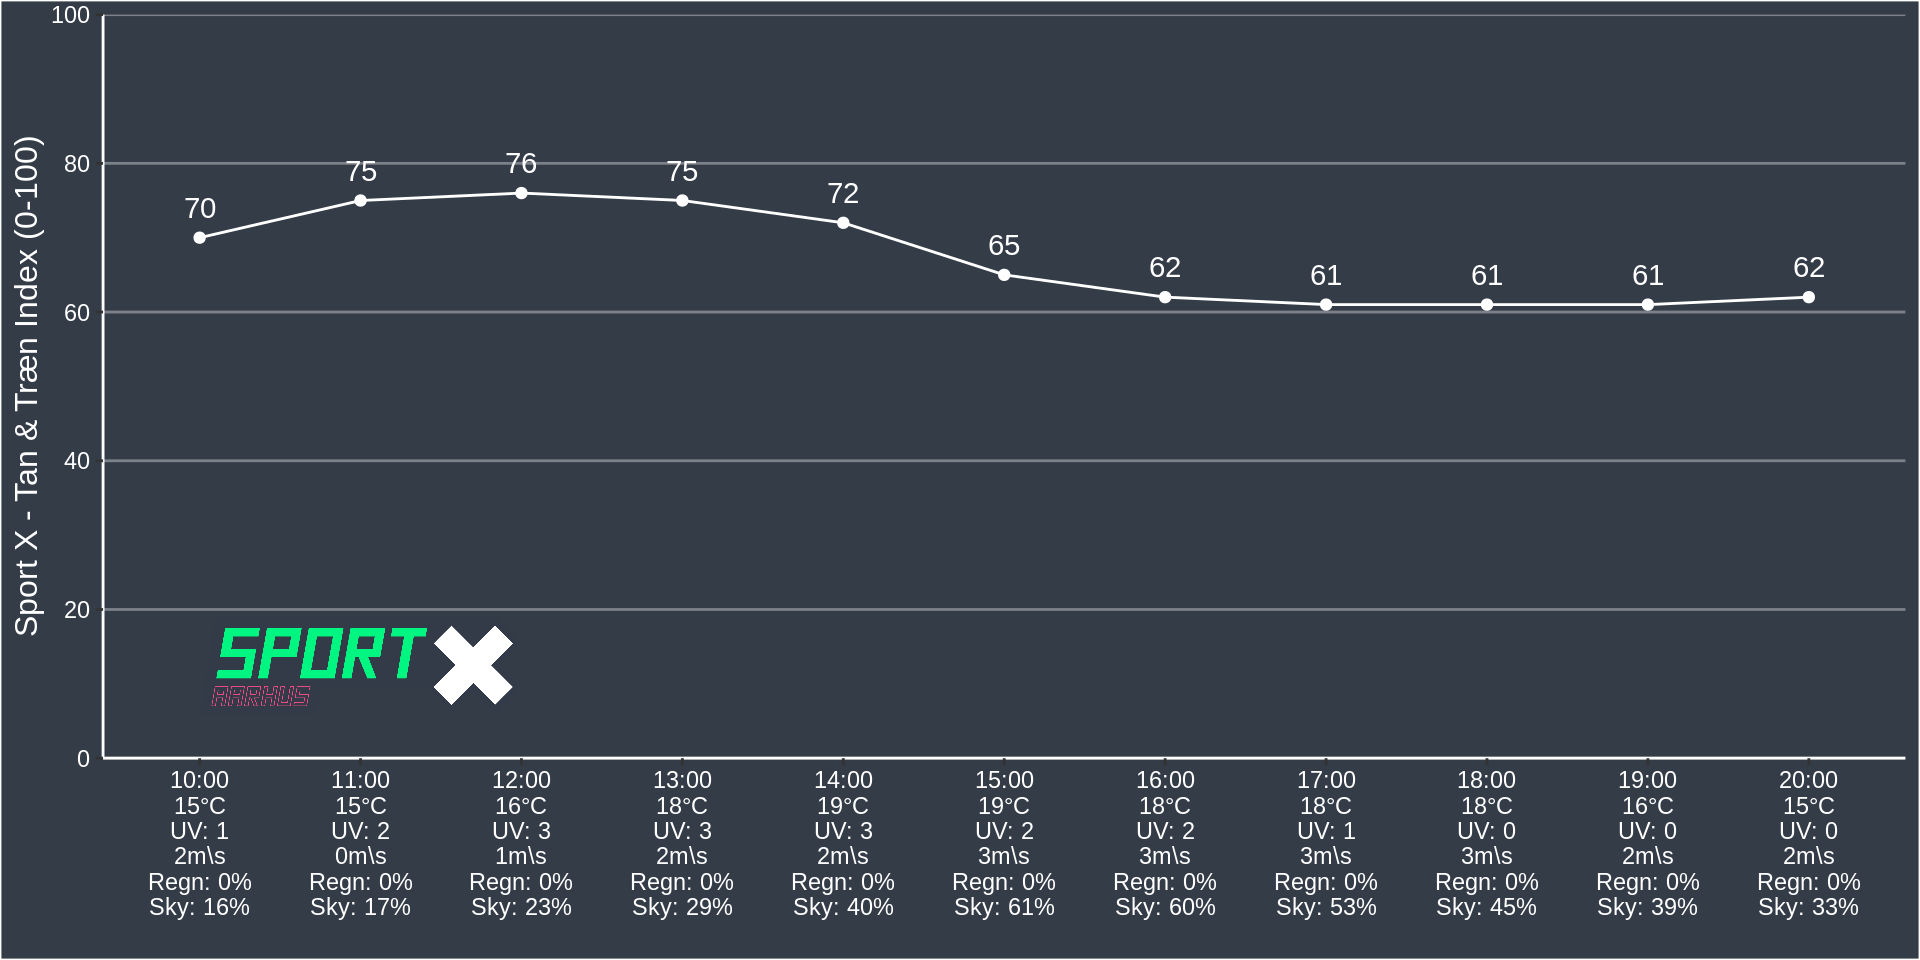 Sport X - Tan & Træn Index (0-100)
100
80
60
40
20
0
70
75
76
75
72
65
62
61
61
61
62
SPORT X
AARHUS
10:00 11:00 12:00 13:00 14:00 15:00 16:00 17:00 18:00 19:00 20:00
15°C 15°C 16°C 18°C 19°C 19°C 18°C 18°C 18°C 16°C 15°C
UV: 1 UV: 2 UV: 3 UV: 3 UV: 3 UV: 2 UV: 2 UV: 1 UV: 0 UV: 0 UV: 0
2m\s 0m\s 1m\s 2m\s 2m\s 3m\s 3m\s 3m\s 3m\s 2m\s 2m\s
Regn: 0% Regn: 0% Regn: 0% Regn: 0% Regn: 0% Regn: 0% Regn: 0% Regn: 0% Regn: 0% Regn: 0% Regn: 0%
Sky: 16% Sky: 17% Sky: 23% Sky: 29% Sky: 40% Sky: 61% Sky: 60% Sky: 53% Sky: 45% Sky: 39% Sky: 33%